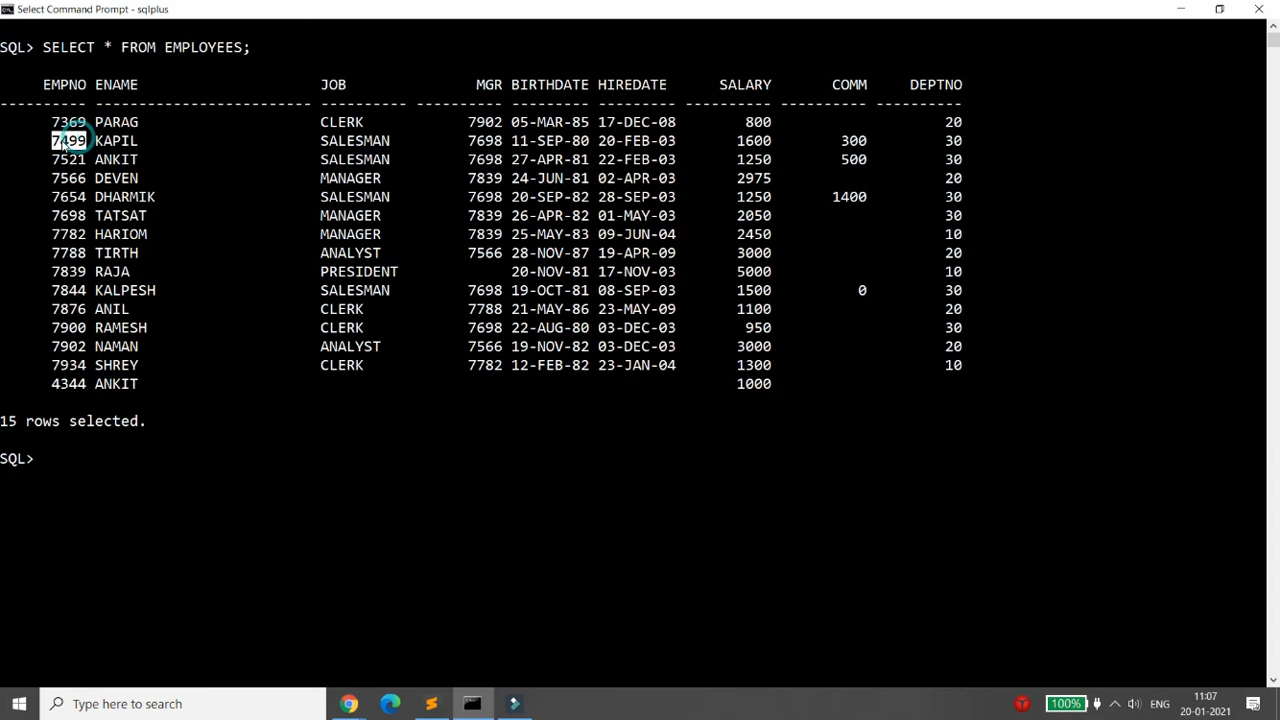 Select Command Prompt - sqlplus
SQL> SELECT * FROM EMPLOYEES;
EMPNO ENAME JOB MGR BIRTHDATE HIREDATE SALARY COMM DEPTNO
---------- ------------------------- ---------- ---------- --------- --------- ---------- ---------- ----------
7369 PARAG CLERK 7902 05-MAR-85 17-DEC-08 800 20
7499 KAPIL SALESMAN 7698 11-SEP-80 20-FEB-03 1600 300 30
7521 ANKIT SALESMAN 7698 27-APR-81 22-FEB-03 1250 500 30
7566 DEVEN MANAGER 7839 24-JUN-81 02-APR-03 2975 20
7654 DHARMIK SALESMAN 7698 20-SEP-82 28-SEP-03 1250 1400 30
7698 TATSAT MANAGER 7839 26-APR-82 01-MAY-03 2050 30
7782 HARIOM MANAGER 7839 25-MAY-83 09-JUN-04 2450 10
7788 TIRTH ANALYST 7566 28-NOV-87 19-APR-09 3000 20
7839 RAJA PRESIDENT 20-NOV-81 17-NOV-03 5000 10
7844 KALPESH SALESMAN 7698 19-OCT-81 08-SEP-03 1500 0 30
7876 ANIL CLERK 7788 21-MAY-86 23-MAY-09 1100 20
7900 RAMESH CLERK 7698 22-AUG-80 03-DEC-03 950 30
7902 NAMAN ANALYST 7566 19-NOV-82 03-DEC-03 3000 20
7934 SHREY CLERK 7782 12-FEB-82 23-JAN-04 1300 10
4344 ANKIT 1000
15 rows selected.
SQL>
Type here to search
100%
ENG
11:07
20-01-2021